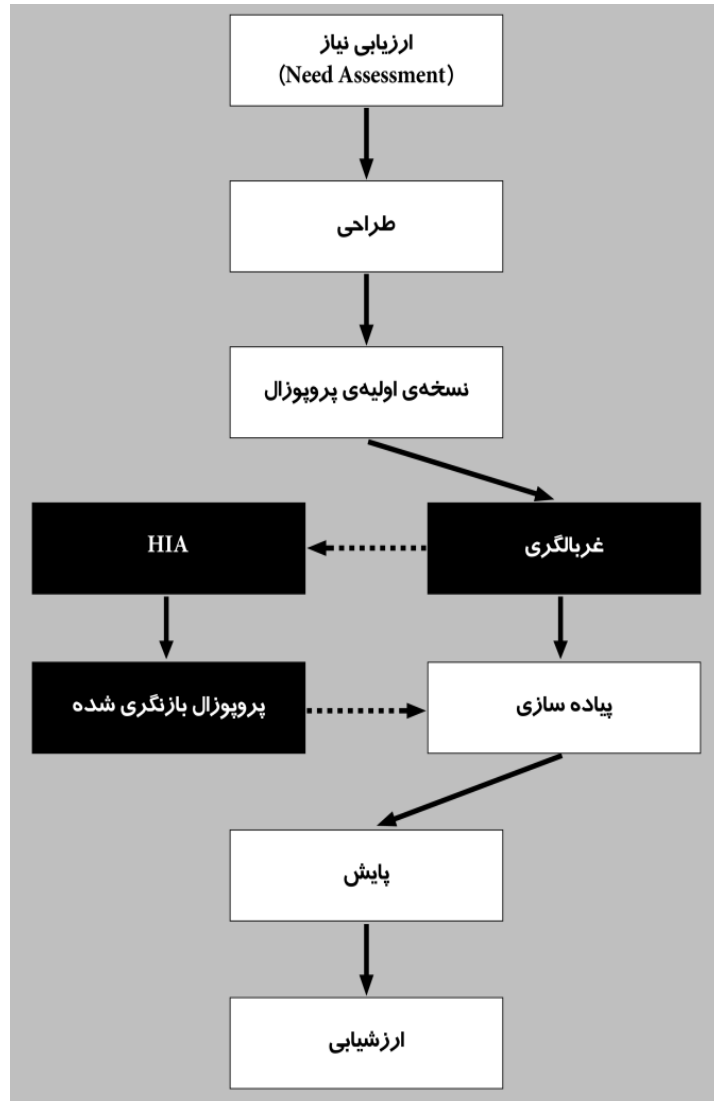 ارزیابی نیاز
(Need Assessment)
طراحی
نسخه‌ی اولیه‌ی پروپوزال
غربالگری
HIA
پیاده سازی
پروپوزال بازنگری شده
پایش
ارزشیابی